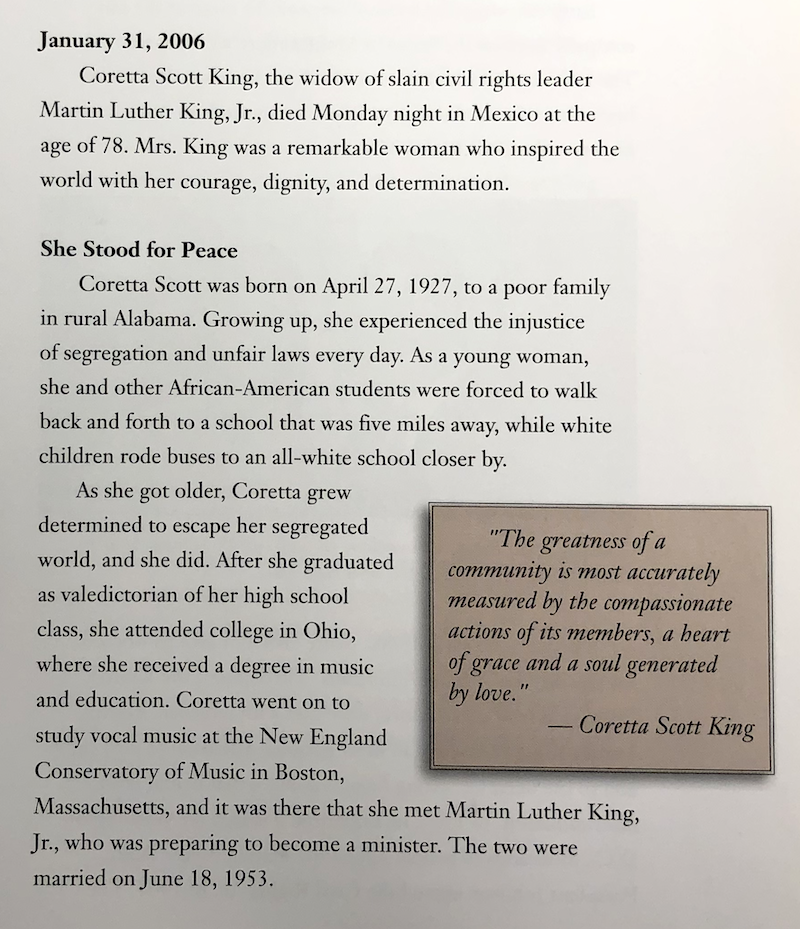 January 31, 2006
Coretta Scott King, the widow of slain civil rights leader
Martin Luther King, Jr., died Monday night in Mexico at the
age of 78. Mrs. King was a remarkable woman who inspired the
world with her courage, dignity, and determination.
She Stood for Peace
Coretta Scott was born on April 27, 1927, to a poor family
in rural Alabama. Growing up, she experienced the injustice
of segregation and unfair laws every day. As a young woman,
she and other African-American students were forced to walk
back and forth to a school that was five miles away, while white
children rode buses to an all-white school closer by.
As she got older, Coretta grew
determined to escape her segregated
world, and she did. After she graduated
as valedictorian of her high school
class, she attended college in Ohio,
where she received a degree in music
and education. Coretta went on to
study vocal music at the New England
Conservatory of Music in Boston,
Massachusetts, and it was there that she met Martin Luther King,
Jr., who was preparing to become a minister. The two were
married on June 18, 1953.
"The greatness of a
community is most accurately
measured by the compassionate
actions of its members, a heart
of grace and a soul generated
by love."
— Coretta Scott King